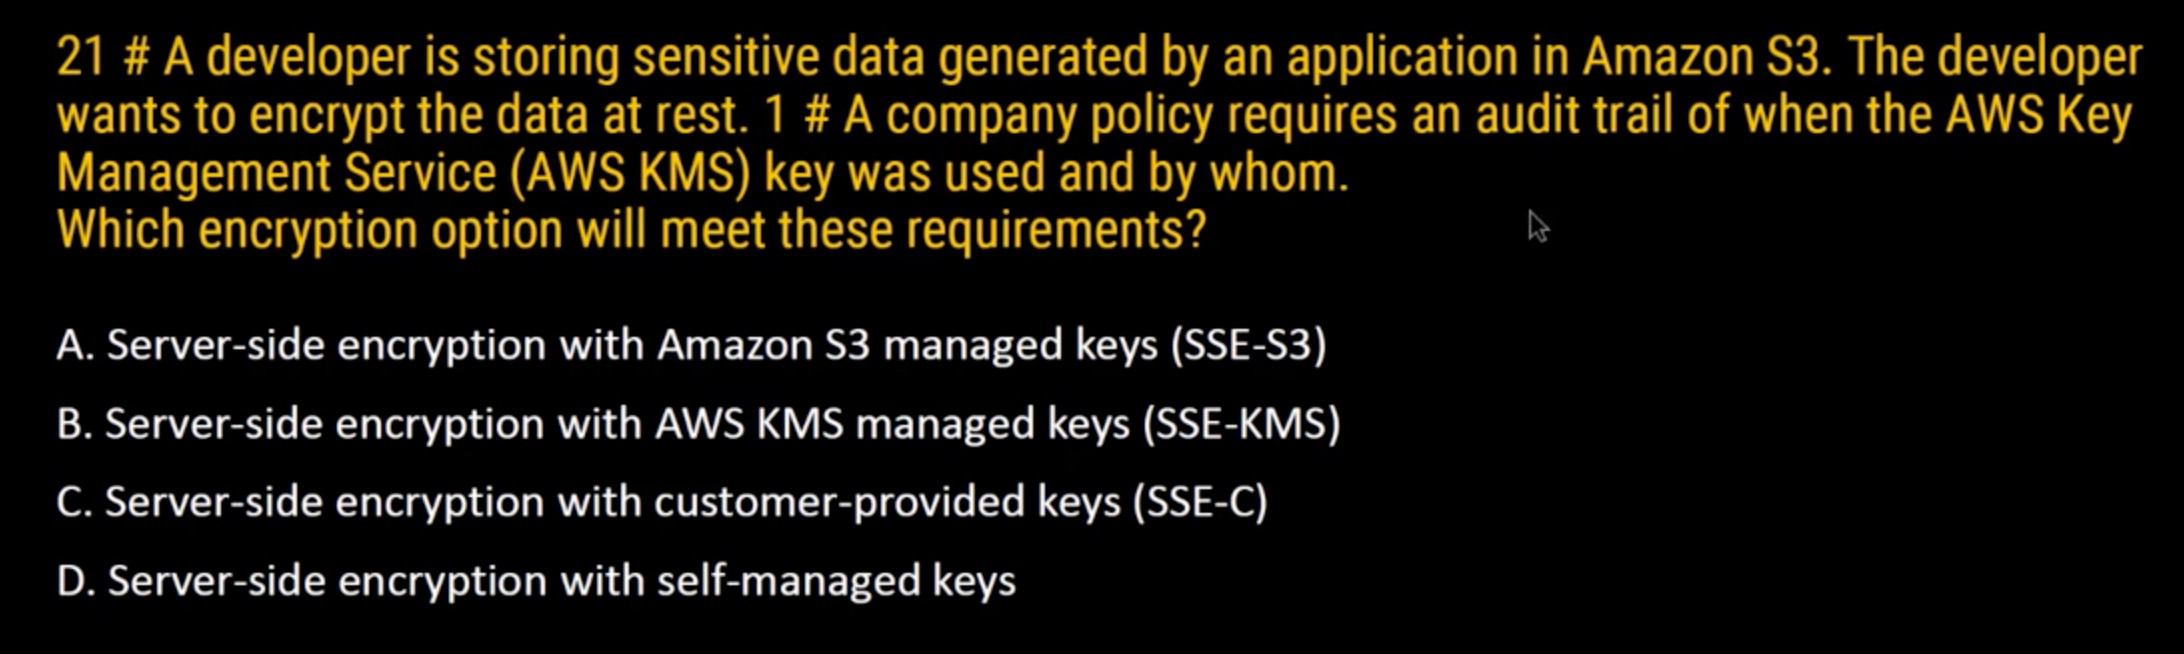 21 # A developer is storing sensitive data generated by an application in Amazon S3. The developer
wants to encrypt the data at rest. 1 # A company policy requires an audit trail of when the AWS Key
Management Service (AWS KMS) key was used and by whom.
Which encryption option will meet these requirements?
A. Server-side encryption with Amazon S3 managed keys (SSE-S3)
B. Server-side encryption with AWS KMS managed keys (SSE-KMS)
C. Server-side encryption with customer-provided keys (SSE-C)
D. Server-side encryption with self-managed keys